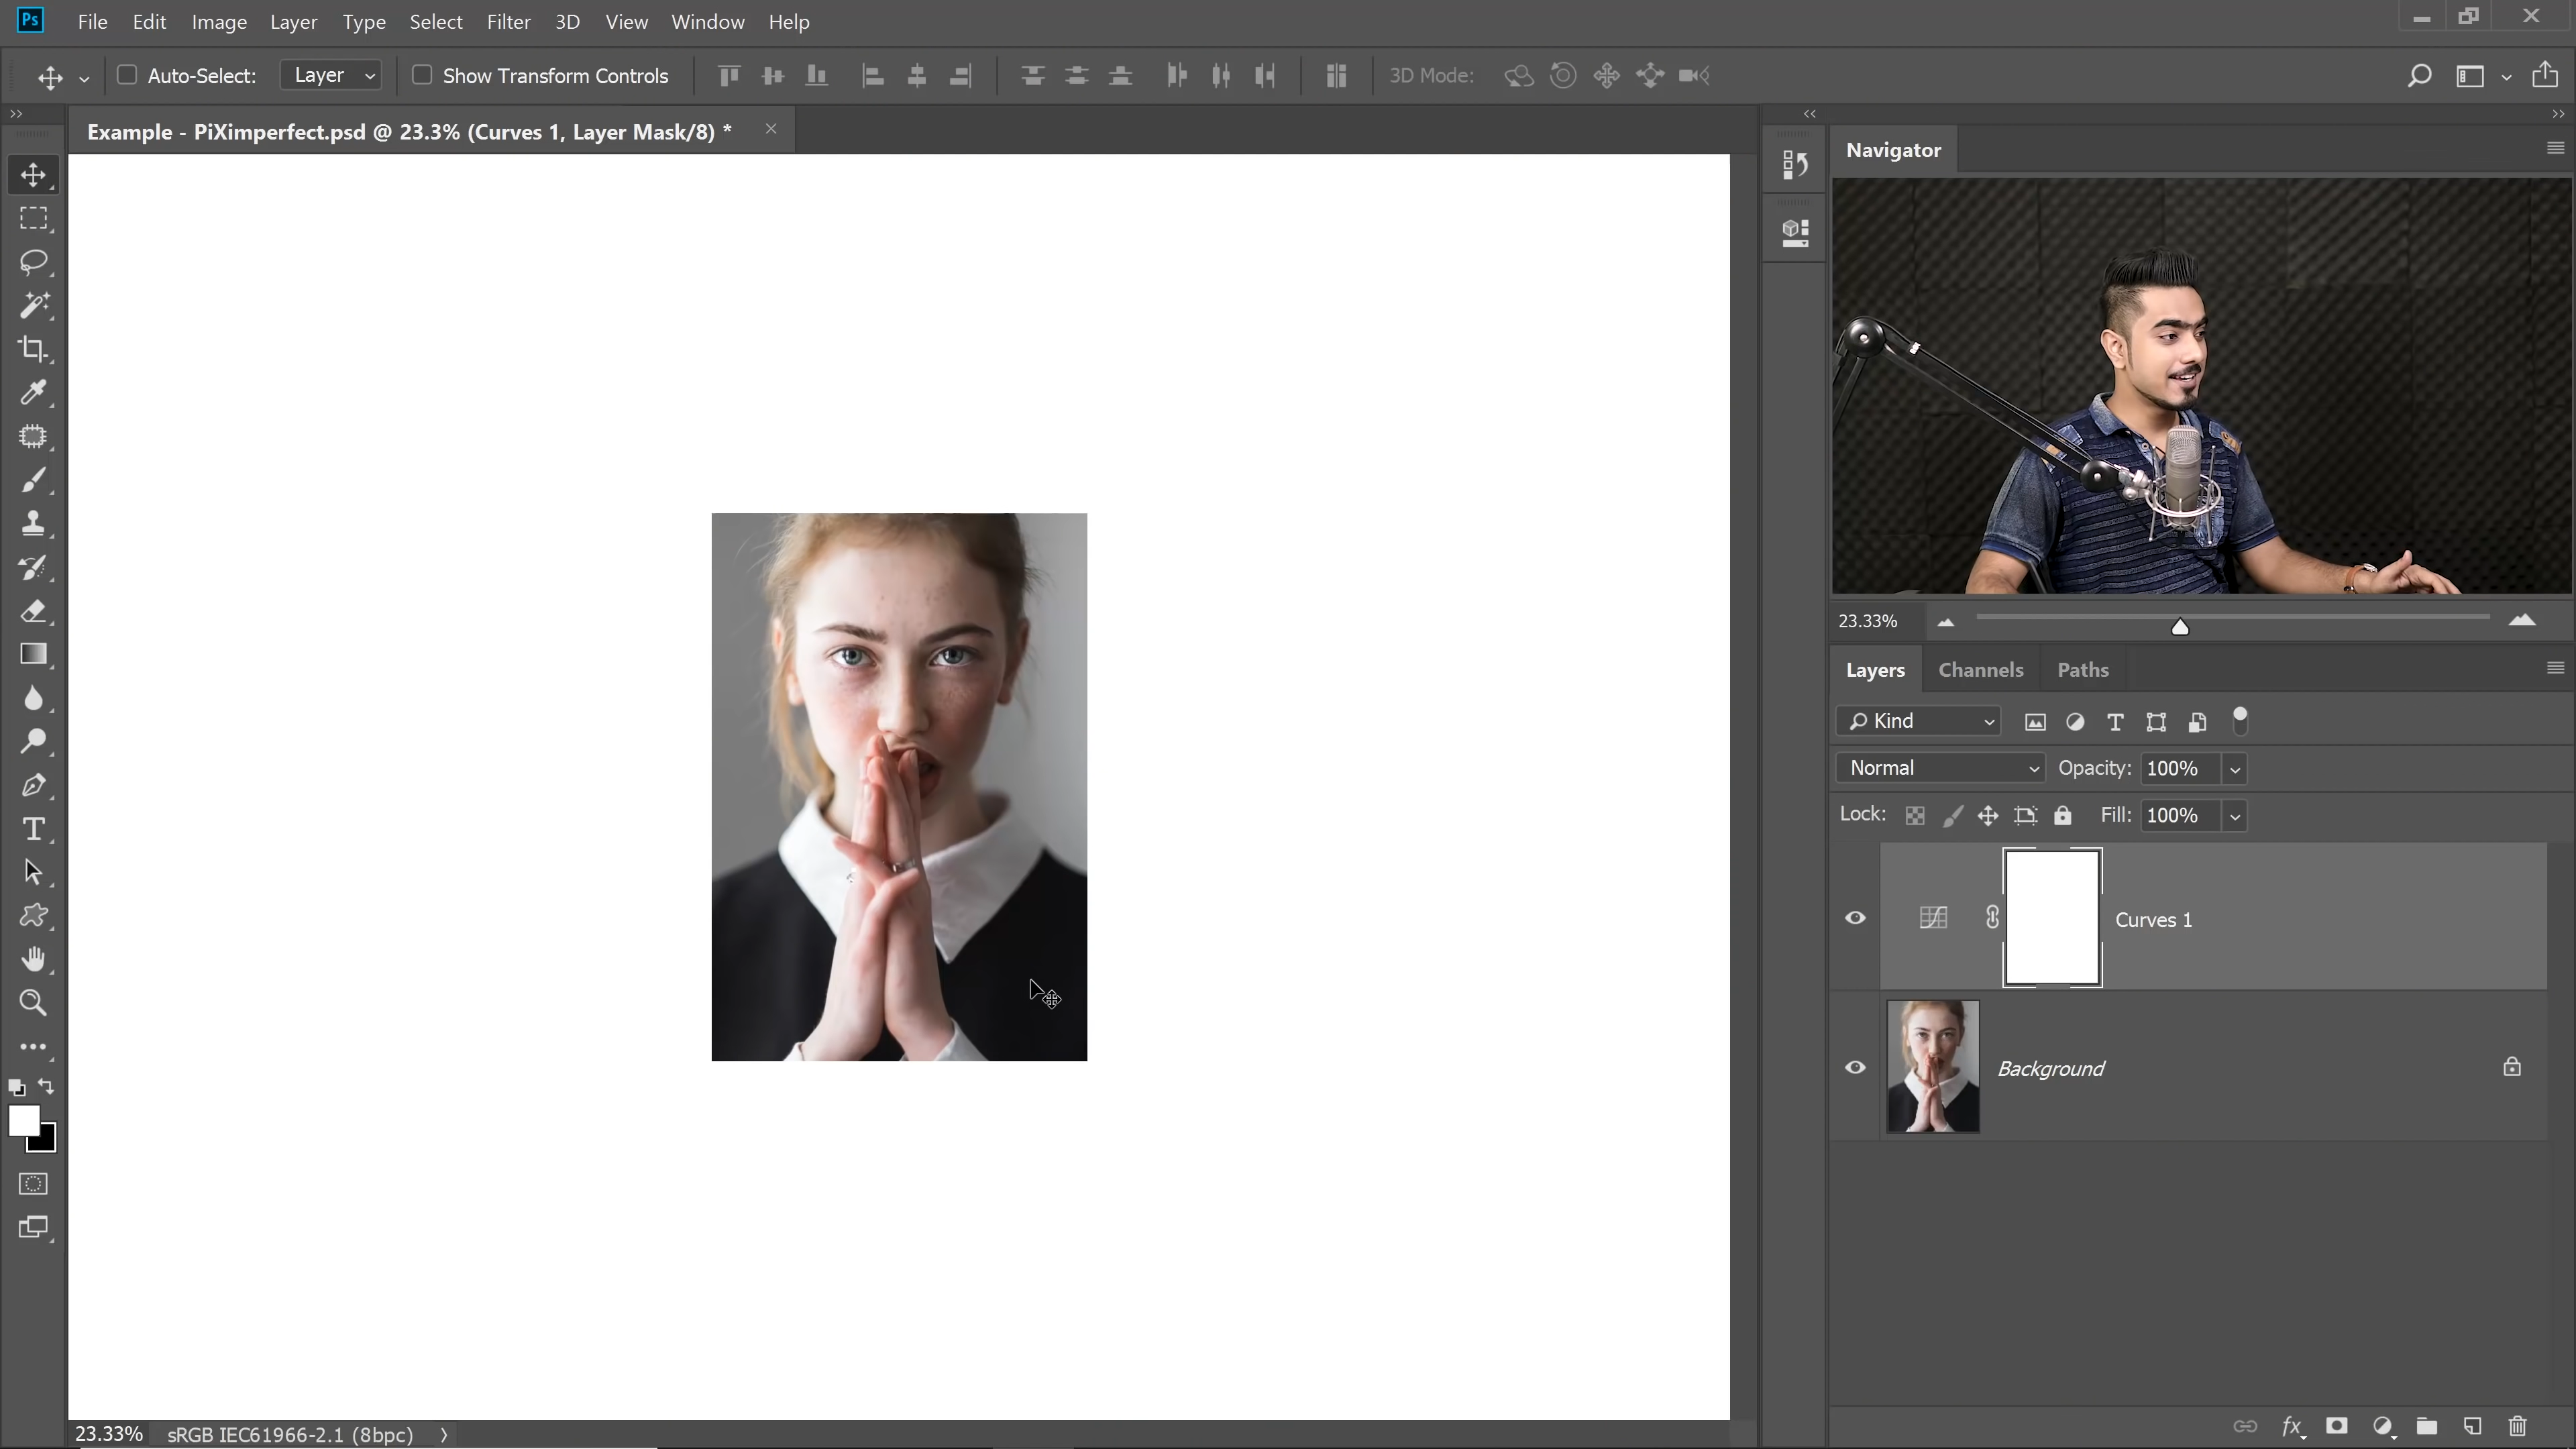 Ps File Edit Image Layer Type Select Filter 3D View Window Help
Auto-Select: Layer Show Transform Controls 3D Mode:
Example - PiXimperfect.psd @ 23.3% (Curves 1, Layer Mask/8) *
Navigator
23.33%
Layers Channels Paths
Kind
Normal Opacity: 100%
Lock: Fill: 100%
Curves 1
Background
23.33% sRGB IEC61966-2.1 (8bpc)